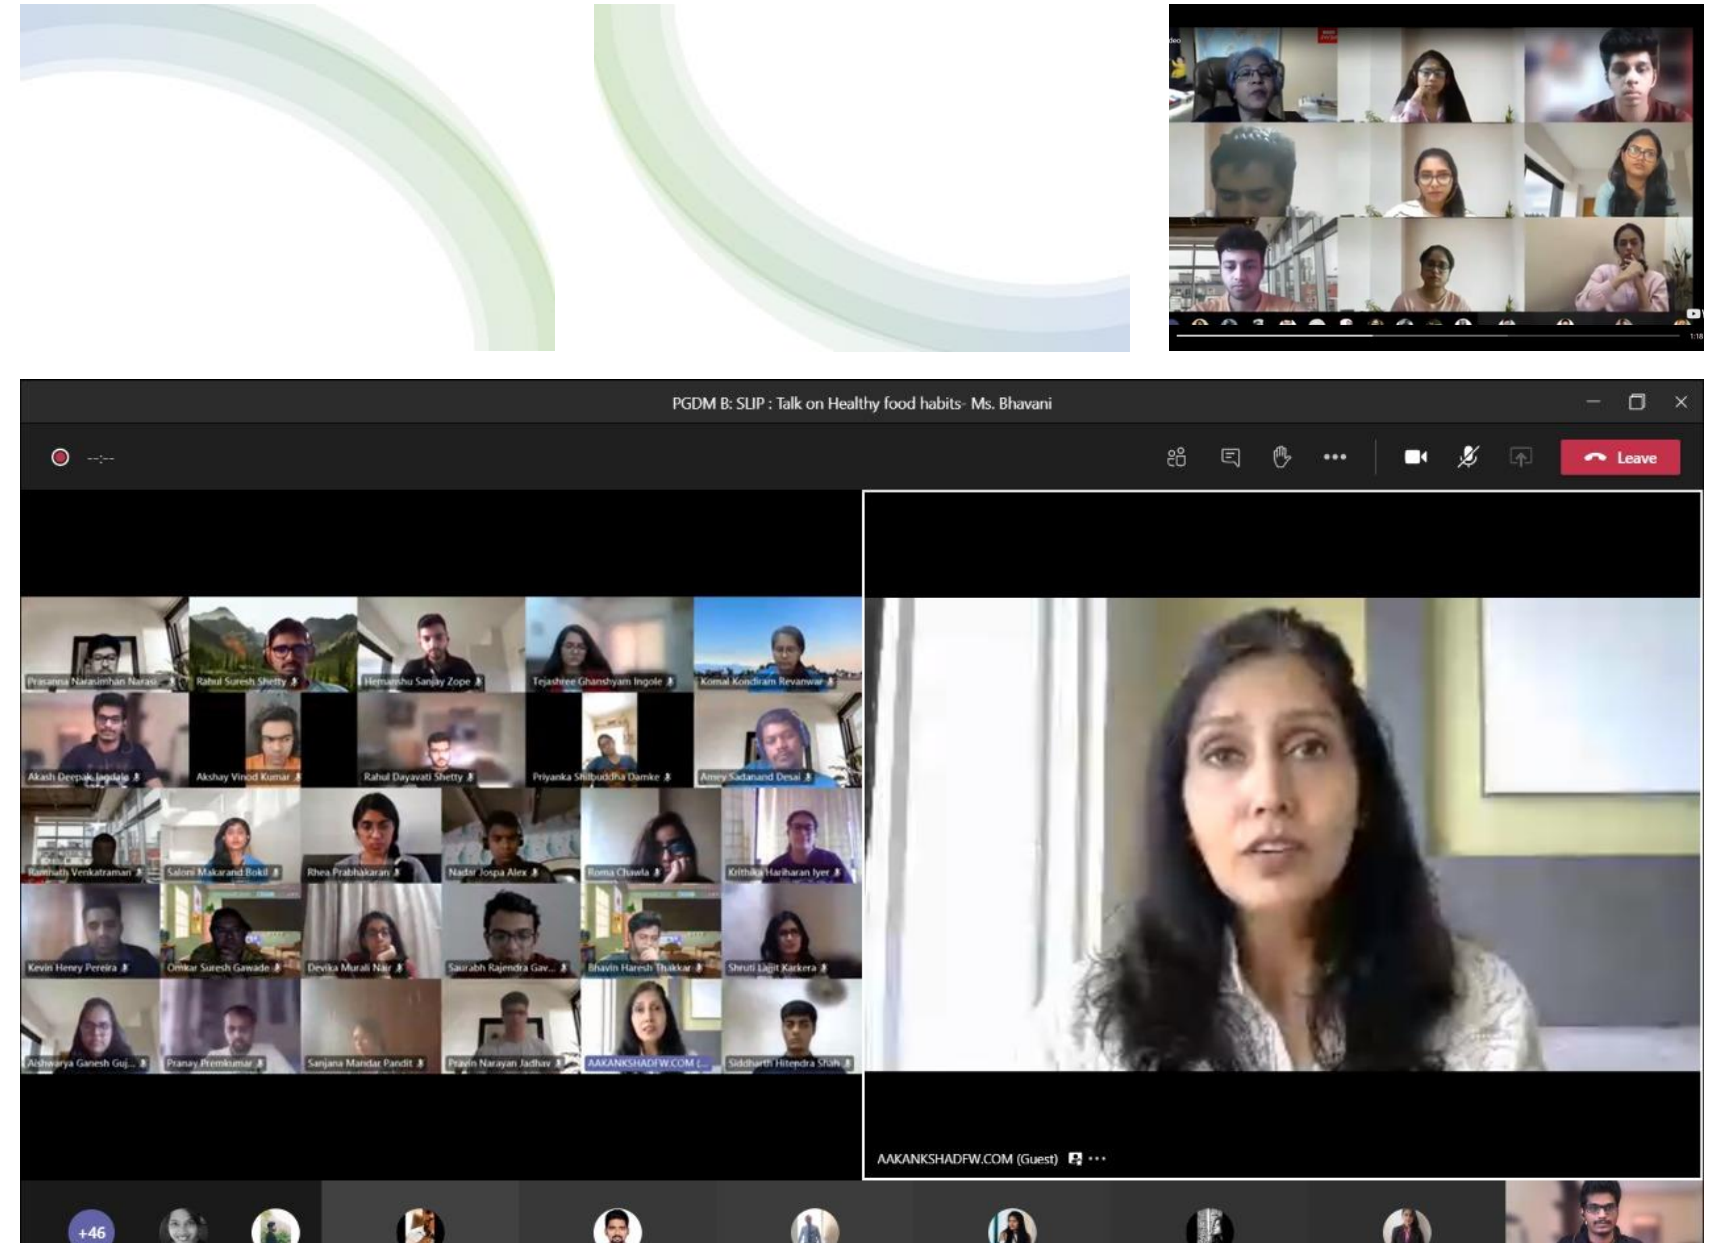 1:18
PGDM B: SLIP : Talk on Healthy food habits- Ms. Bhavani
--:--
Leave
Prasanna Narasimhan Narasi...
Rahul Suresh Shetty
Hemanshu Sanjay Zope
Tejashree Ghanshyam Ingole
Komal Kondiram Revanwar
Akash Deepak Jagdale
Akshay Vinod Kumar
Rahul Dayavati Shetty
Priyanka Shilbuddha Damke
Amey Sadanand Desai
Ramnath Venkatraman
Saloni Makarand Bokil
Rhea Prabhakaran
Nadar Jospa Alex
Roma Chawla
Krithika Hariharan Iyer
Kevin Henry Pereira
Omkar Suresh Gawade
Devika Murali Nair
Saurabh Rajendra Gav...
Bhavin Haresh Thakkar
Shruti Lajjit Karkera
Aishwarya Ganesh Guj...
Pranay Premkumar
Sanjana Mandar Pandit
Pravin Narayan Jadhav
AAKANKSHADFW.COM (...
Siddharth Hitendra Shah
AAKANKSHADFW.COM (Guest)
+46